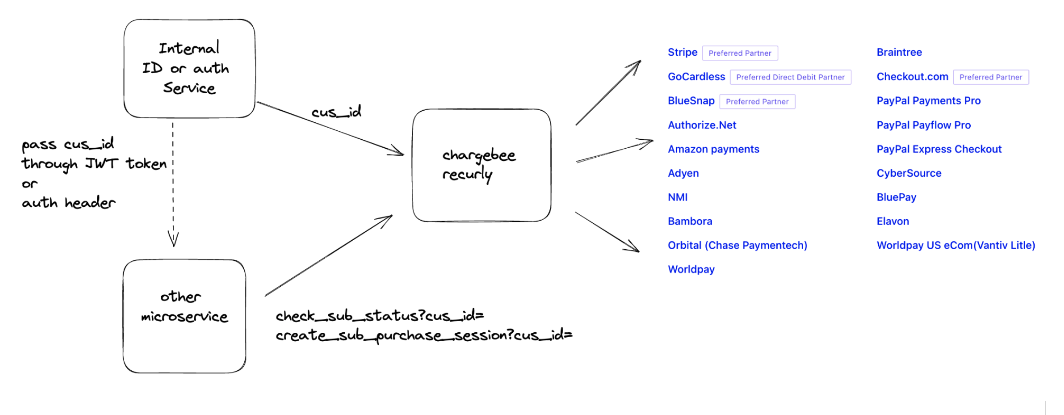 Internal
ID or auth
Service
cus_id
pass cus_id
through JWT token
or
auth header
chargebee
recurly
other
microservice
check_sub_status?cus_id=
create_sub_purchase_session?cus_id=
Stripe Preferred Partner
GoCardless Preferred Direct Debit Partner
BlueSnap Preferred Partner
Authorize.Net
Amazon payments
Adyen
NMI
Bambora
Orbital (Chase Paymentech)
Worldpay
Braintree
Checkout.com Preferred Partner
PayPal Payments Pro
PayPal Payflow Pro
PayPal Express Checkout
CyberSource
BluePay
Elavon
Worldpay US eCom(Vantiv Litle)